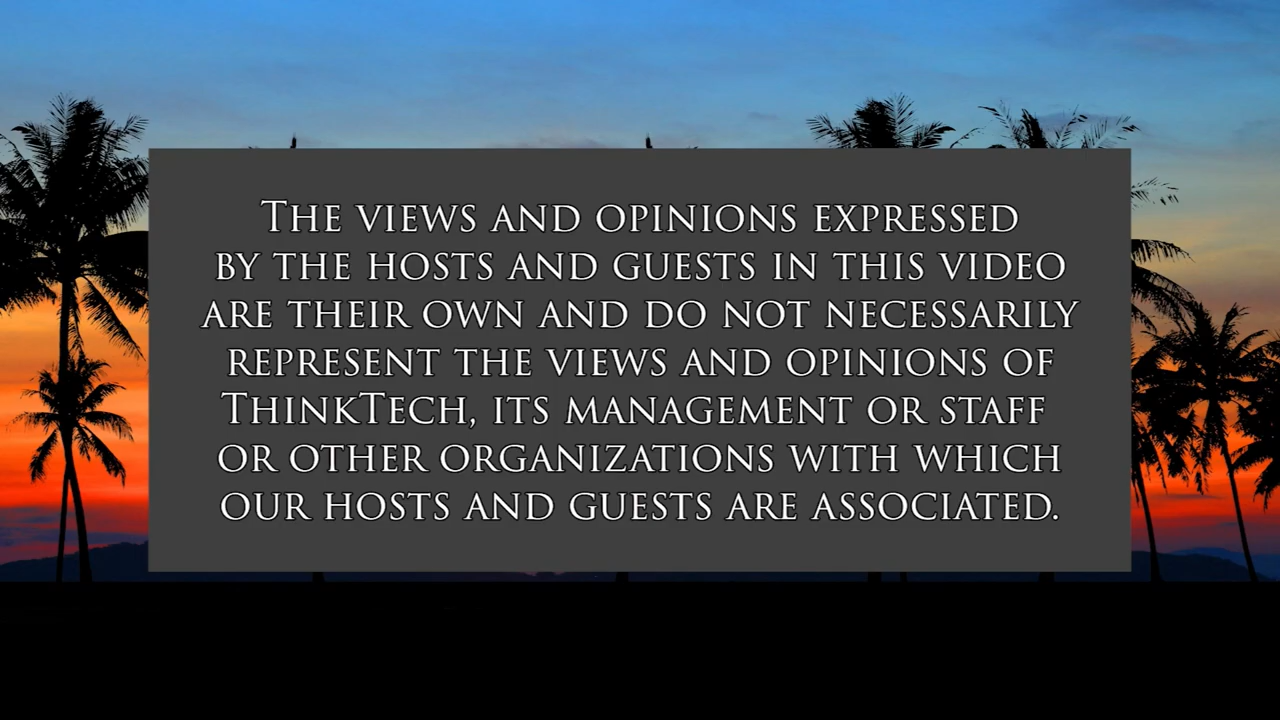 The views and opinions expressed
by the hosts and guests in this video
are their own and do not necessarily
represent the views and opinions of
ThinkTech, its management or staff
or other organizations with which
our hosts and guests are associated.